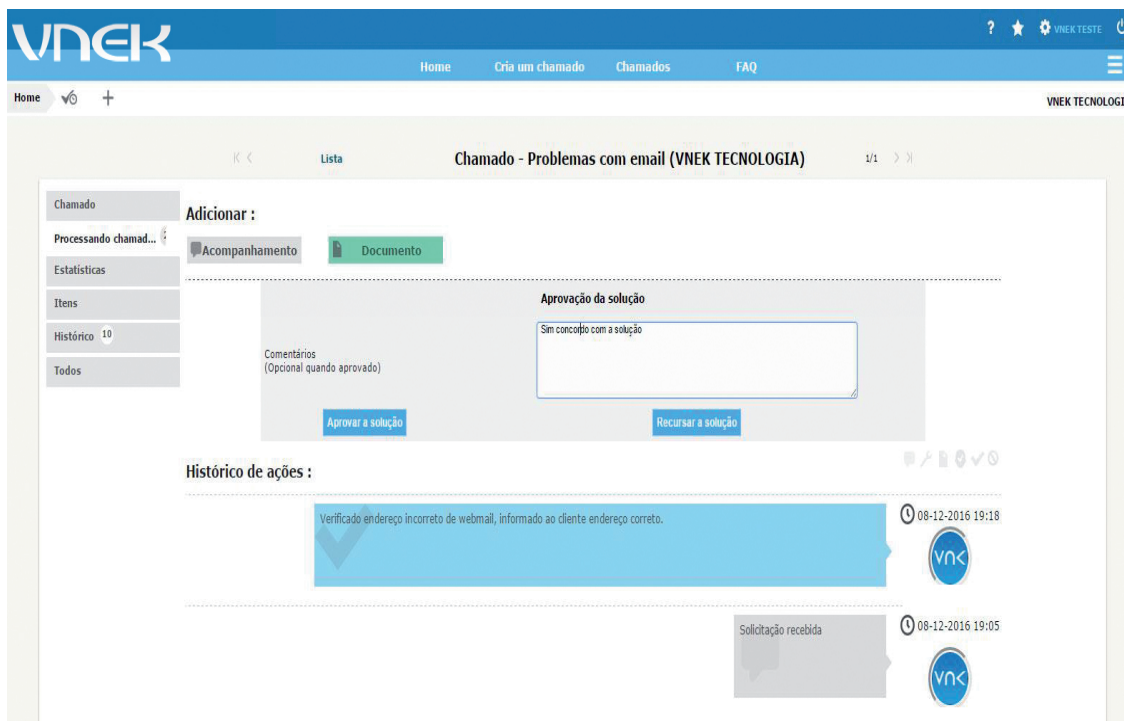 VNEK
? VNEK TESTE
Home Cria um chamado Chamados FAQ
Home VNEK TECNOLOGI
Lista Chamado - Problemas com email (VNEK TECNOLOGIA) 1/1
Chamado
Processando chamad...
Estatísticas
Itens
Histórico 10
Todos
Adicionar :
Acompanhamento Documento
Aprovação da solução
Comentários
(Opcional quando aprovado)
Sim concordo com a solução
Aprovar a solução Recursar a solução
Histórico de ações :
Verificado endereço incorreto de webmail, informado ao cliente endereço correto.
08-12-2016 19:18
vnk
Solicitação recebida
08-12-2016 19:05
vnk